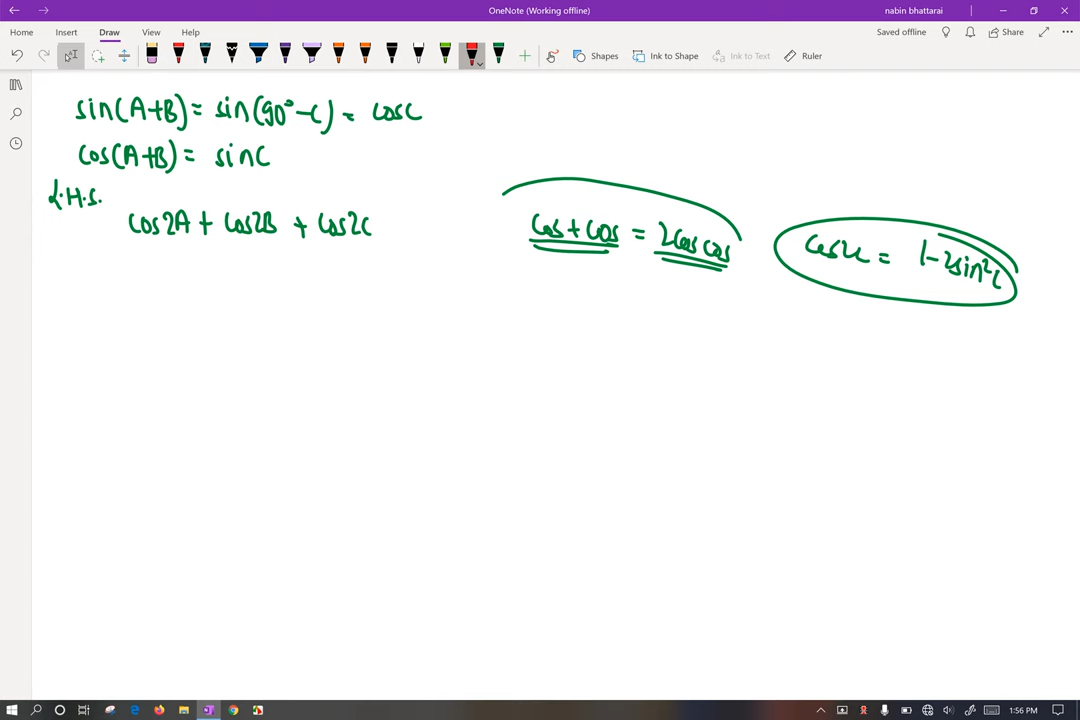 OneNote (Working offline)
nabin bhattarai
Home Insert Draw View Help
Saved offline
Share
Shapes
Ink to Shape
Ink to Text
Ruler
sin(A+B) = sin(90°-C) = cosC
cos(A+B) = sinC
L.H.S.
cos2A + cos2B + cos2C
cos + cos = 2cos cos
cos2C = 1-2sin²C
1:56 PM